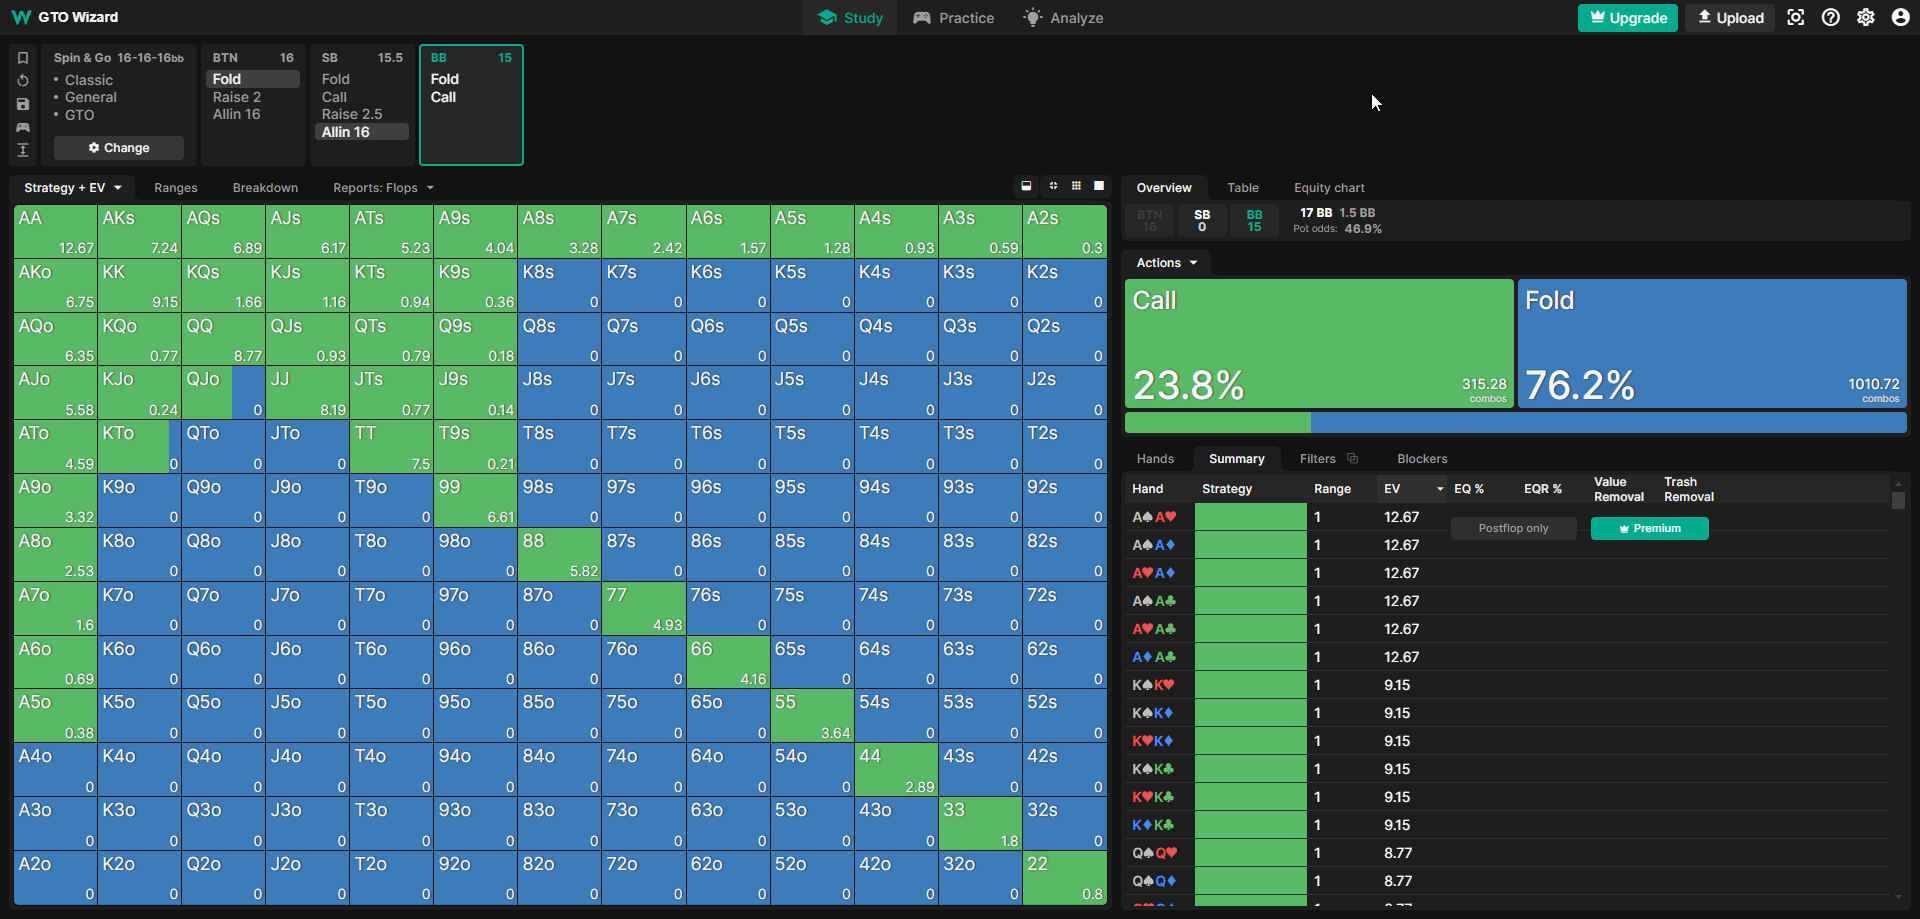 GTO Wizard
Study
Practice
Analyze
Upgrade
Upload
Spin & Go 16-16-16bb
• Classic
• General
• GTO
Change
BTN 16
Fold
Raise 2
Allin 16
SB 15.5
Fold
Call
Raise 2.5
Allin 16
BB 15
Fold
Call
Strategy + EV
Ranges
Breakdown
Reports: Flops
AA AKs AQs AJs ATs A9s A8s A7s A6s A5s A4s A3s A2s
12.67 7.24 6.89 6.17 5.23 4.04 3.28 2.42 1.57 1.28 0.93 0.59 0.3
AKo KK KQs KJs KTs K9s K8s K7s K6s K5s K4s K3s K2s
6.75 9.15 1.66 1.16 0.94 0.36 0 0 0 0 0 0 0
AQo KQo QQ QJs QTs Q9s Q8s Q7s Q6s Q5s Q4s Q3s Q2s
6.35 0.77 8.77 0.93 0.79 0.18 0 0 0 0 0 0 0
AJo KJo QJo JJ JTs J9s J8s J7s J6s J5s J4s J3s J2s
5.58 0.24 0 8.19 0.77 0.14 0 0 0 0 0 0 0
ATo KTo QTo JTo TT T9s T8s T7s T6s T5s T4s T3s T2s
4.59 0 0 0 7.5 0.21 0 0 0 0 0 0 0
A9o K9o Q9o J9o T9o 99 98s 97s 96s 95s 94s 93s 92s
3.32 0 0 0 0 6.61 0 0 0 0 0 0 0
A8o K8o Q8o J8o T8o 98o 88 87s 86s 85s 84s 83s 82s
2.53 0 0 0 0 0 5.82 0 0 0 0 0 0
A7o K7o Q7o J7o T7o 97o 87o 77 76s 75s 74s 73s 72s
1.6 0 0 0 0 0 0 4.93 0 0 0 0 0
A6o K6o Q6o J6o T6o 96o 86o 76o 66 65s 64s 63s 62s
0.69 0 0 0 0 0 0 0 4.16 0 0 0 0
A5o K5o Q5o J5o T5o 95o 85o 75o 65o 55 54s 53s 52s
0.38 0 0 0 0 0 0 0 0 3.64 0 0 0
A4o K4o Q4o J4o T4o 94o 84o 74o 64o 54o 44 43s 42s
0 0 0 0 0 0 0 0 0 0 2.89 0 0
A3o K3o Q3o J3o T3o 93o 83o 73o 63o 53o 43o 33 32s
0 0 0 0 0 0 0 0 0 0 0 1.8 0
A2o K2o Q2o J2o T2o 92o 82o 72o 62o 52o 42o 32o 22
0 0 0 0 0 0 0 0 0 0 0 0 0.8
Overview
Table
Equity chart
BTN 16
SB 0
BB 15
17 BB 1.5 BB
Pot odds: 46.9%
Actions
Call
23.8%
315.28
combos
Fold
76.2%
1010.72
combos
Hands
Summary
Filters
Blockers
Hand Strategy Range EV EQ % EQR % Value Removal Trash Removal
Postflop only
Premium
A♠A♥ 1 12.67
A♠A♦ 1 12.67
A♥A♦ 1 12.67
A♠A♣ 1 12.67
A♥A♣ 1 12.67
A♦A♣ 1 12.67
K♠K♥ 1 9.15
K♠K♦ 1 9.15
K♥K♦ 1 9.15
K♠K♣ 1 9.15
K♥K♣ 1 9.15
K♦K♣ 1 9.15
Q♠Q♥ 1 8.77
Q♠Q♦ 1 8.77